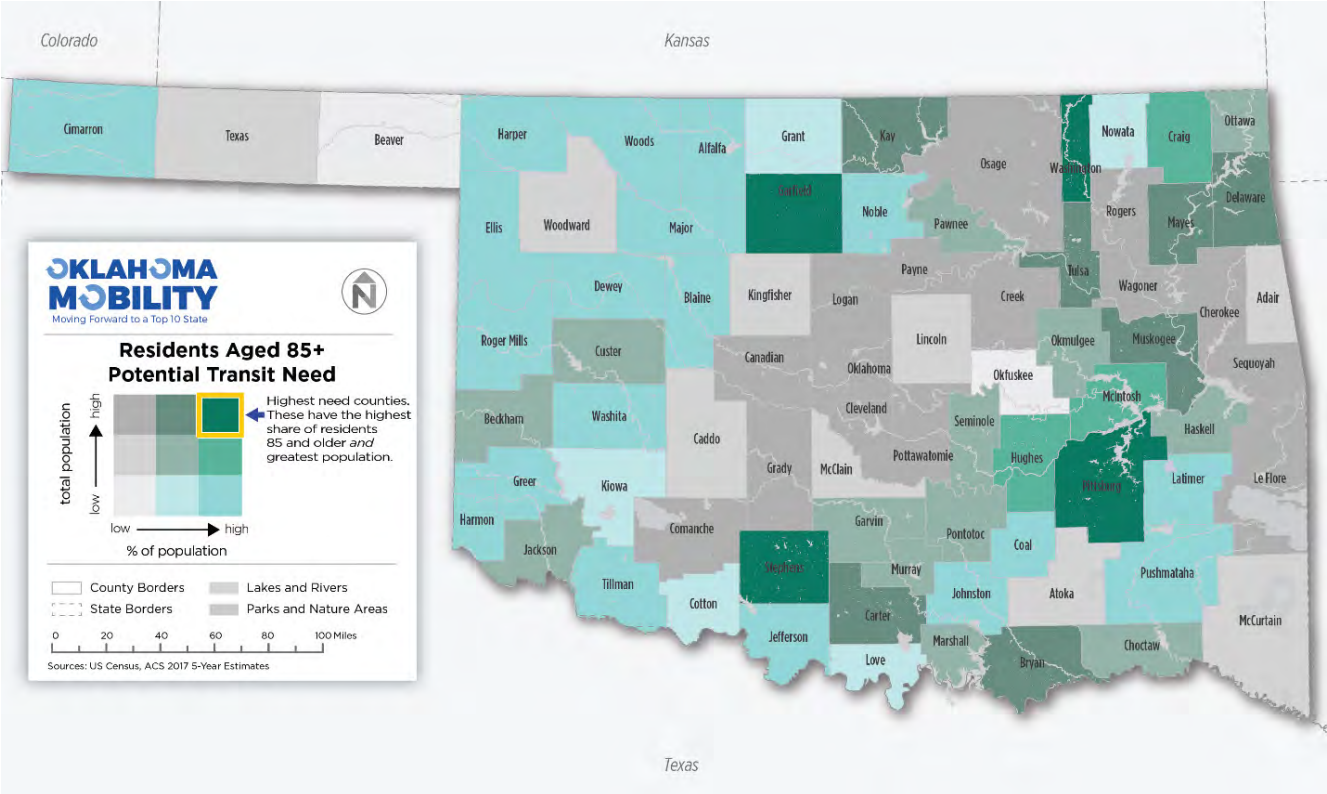 Colorado
Kansas
Cimarron
Texas
Beaver
Harper
Woods
Alfalfa
Grant
Kay
Osage
Washington
Nowata
Craig
Ottawa
Garfield
Noble
Pawnee
Rogers
Mayes
Delaware
Ellis
Woodward
Major
Tulsa
Wagoner
Cherokee
Adair
Dewey
Blaine
Kingfisher
Logan
Payne
Creek
Roger Mills
Custer
Canadian
Oklahoma
Lincoln
Okfuskee
Okmulgee
Muskogee
Sequoyah
Beckham
Washita
Caddo
Cleveland
Pottawatomie
Seminole
Hughes
McIntosh
Haskell
Greer
Kiowa
Grady
McClain
Pittsburg
Latimer
Le Flore
Harmon
Jackson
Comanche
Garvin
Pontotoc
Coal
Tillman
Cotton
Stephens
Murray
Johnston
Atoka
Pushmataha
Jefferson
Carter
Love
Marshall
Bryan
Choctaw
McCurtain
Texas
OKLAHOMA
MOBILITY
Moving Forward to a Top 10 State
N
Residents Aged 85+
Potential Transit Need
total population
high
low
Highest need counties.
These have the highest
share of residents
85 and older and
greatest population.
low
high
% of population
County Borders
Lakes and Rivers
State Borders
Parks and Nature Areas
0 20 40 60 80 100 Miles
Sources: US Census, ACS 2017 5-Year Estimates